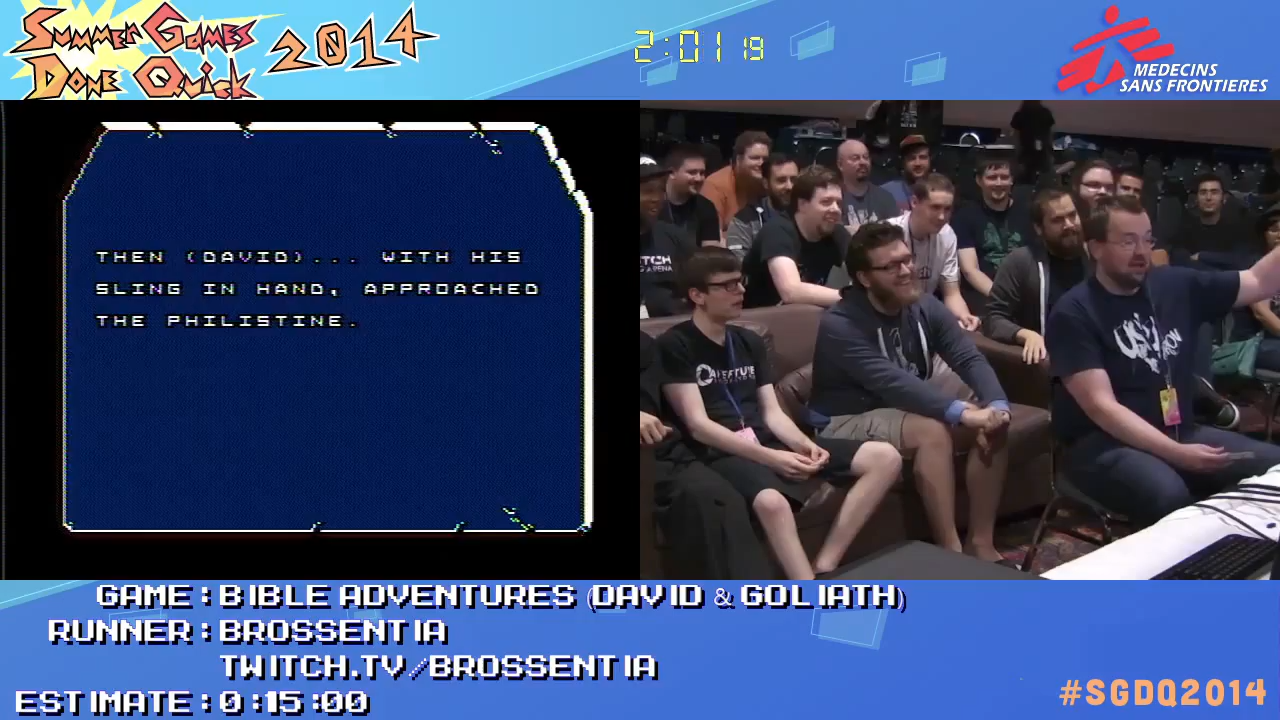 SUMMER GAMES
DONE QUICK
2014
2:01 19
MEDECINS
SANS FRONTIERES
THEN (DAVID)... WITH HIS
SLING IN HAND, APPROACHED
THE PHILISTINE.
APERTURE
GAME:BIBLE ADVENTURES (DAVID & GOLIATH)
RUNNER:BROSSENTIA
TWITCH.TV/BROSSENTIA
ESTIMATE:0:15:00
#SGDQ2014